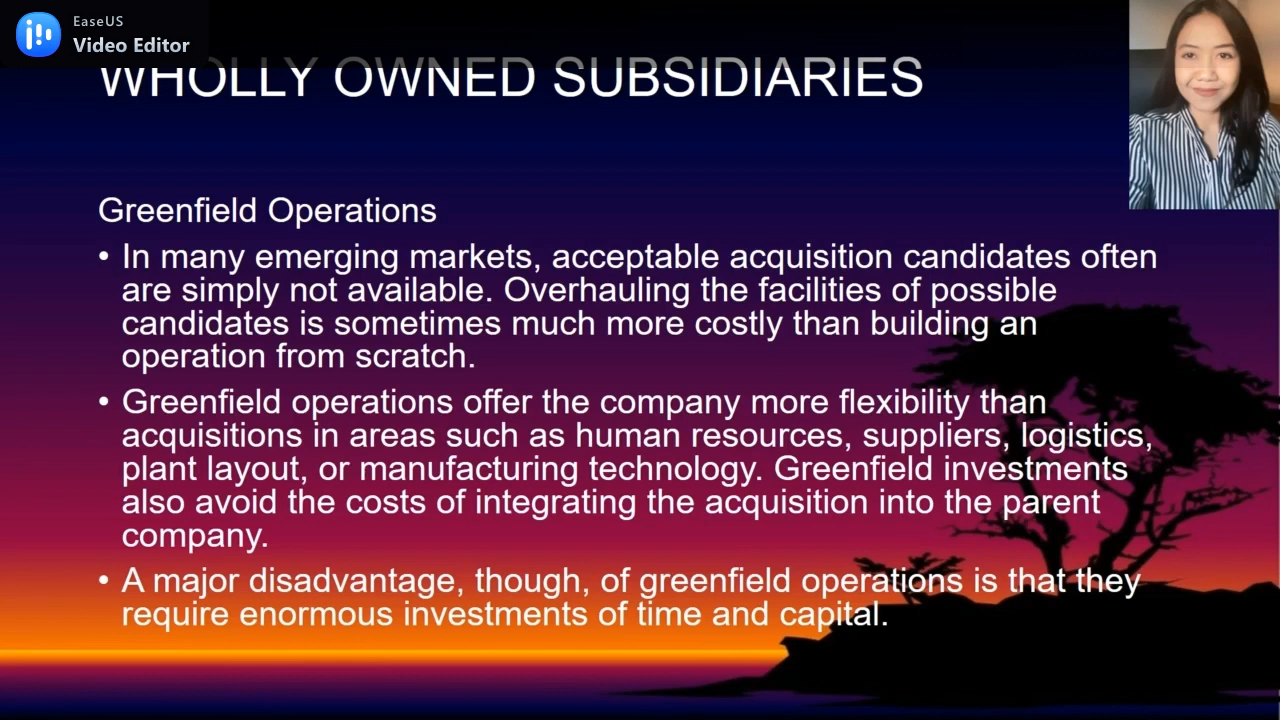 EaseUS
Video Editor
WHOLLY OWNED SUBSIDIARIES
Greenfield Operations
• In many emerging markets, acceptable acquisition candidates often
are simply not available. Overhauling the facilities of possible
candidates is sometimes much more costly than building an
operation from scratch.
• Greenfield operations offer the company more flexibility than
acquisitions in areas such as human resources, suppliers, logistics,
plant layout, or manufacturing technology. Greenfield investments
also avoid the costs of integrating the acquisition into the parent
company.
• A major disadvantage, though, of greenfield operations is that they
require enormous investments of time and capital.